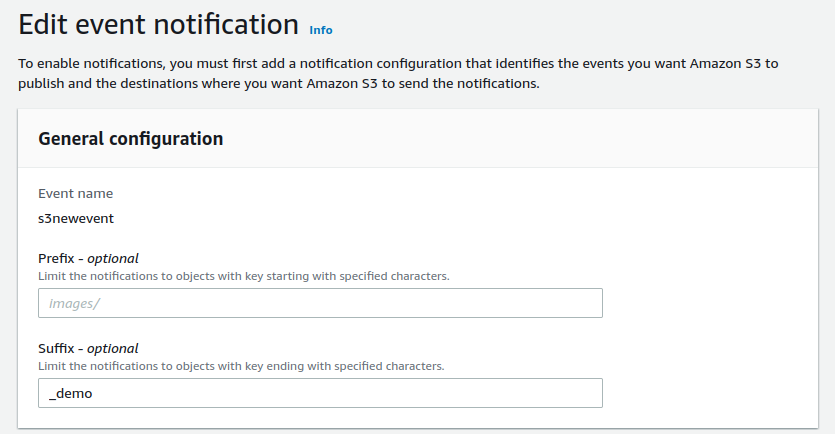 Edit event notification Info
To enable notifications, you must first add a notification configuration that identifies the events you want Amazon S3 to
publish and the destinations where you want Amazon S3 to send the notifications.
General configuration
Event name
s3newevent
Prefix - optional
Limit the notifications to objects with key starting with specified characters.
images/
Suffix - optional
Limit the notifications to objects with key ending with specified characters.
_demo